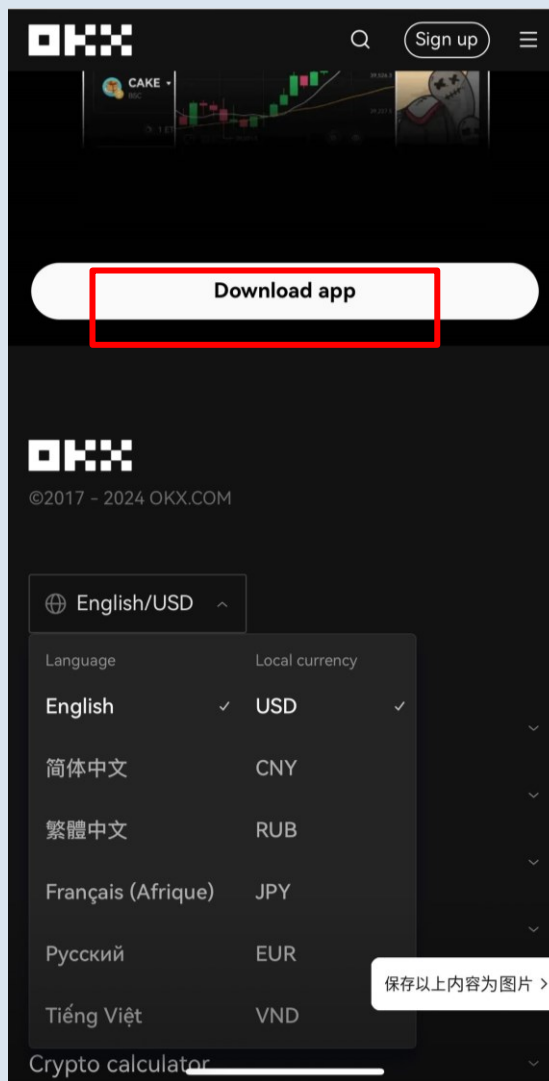 OKX
Sign up
CAKE
BSC
Download app
OKX
©2017 - 2024 OKX.COM
English/USD
Language Local currency
English USD
简体中文 CNY
繁體中文 RUB
Français (Afrique) JPY
Русский EUR
保存以上内容为图片
Tiếng Việt VND
Crypto calculator